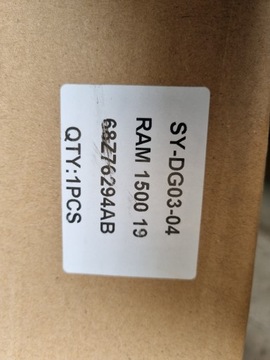 SY-DG03-04
RAM 1500 19
68276294AB
QTY:1PCS